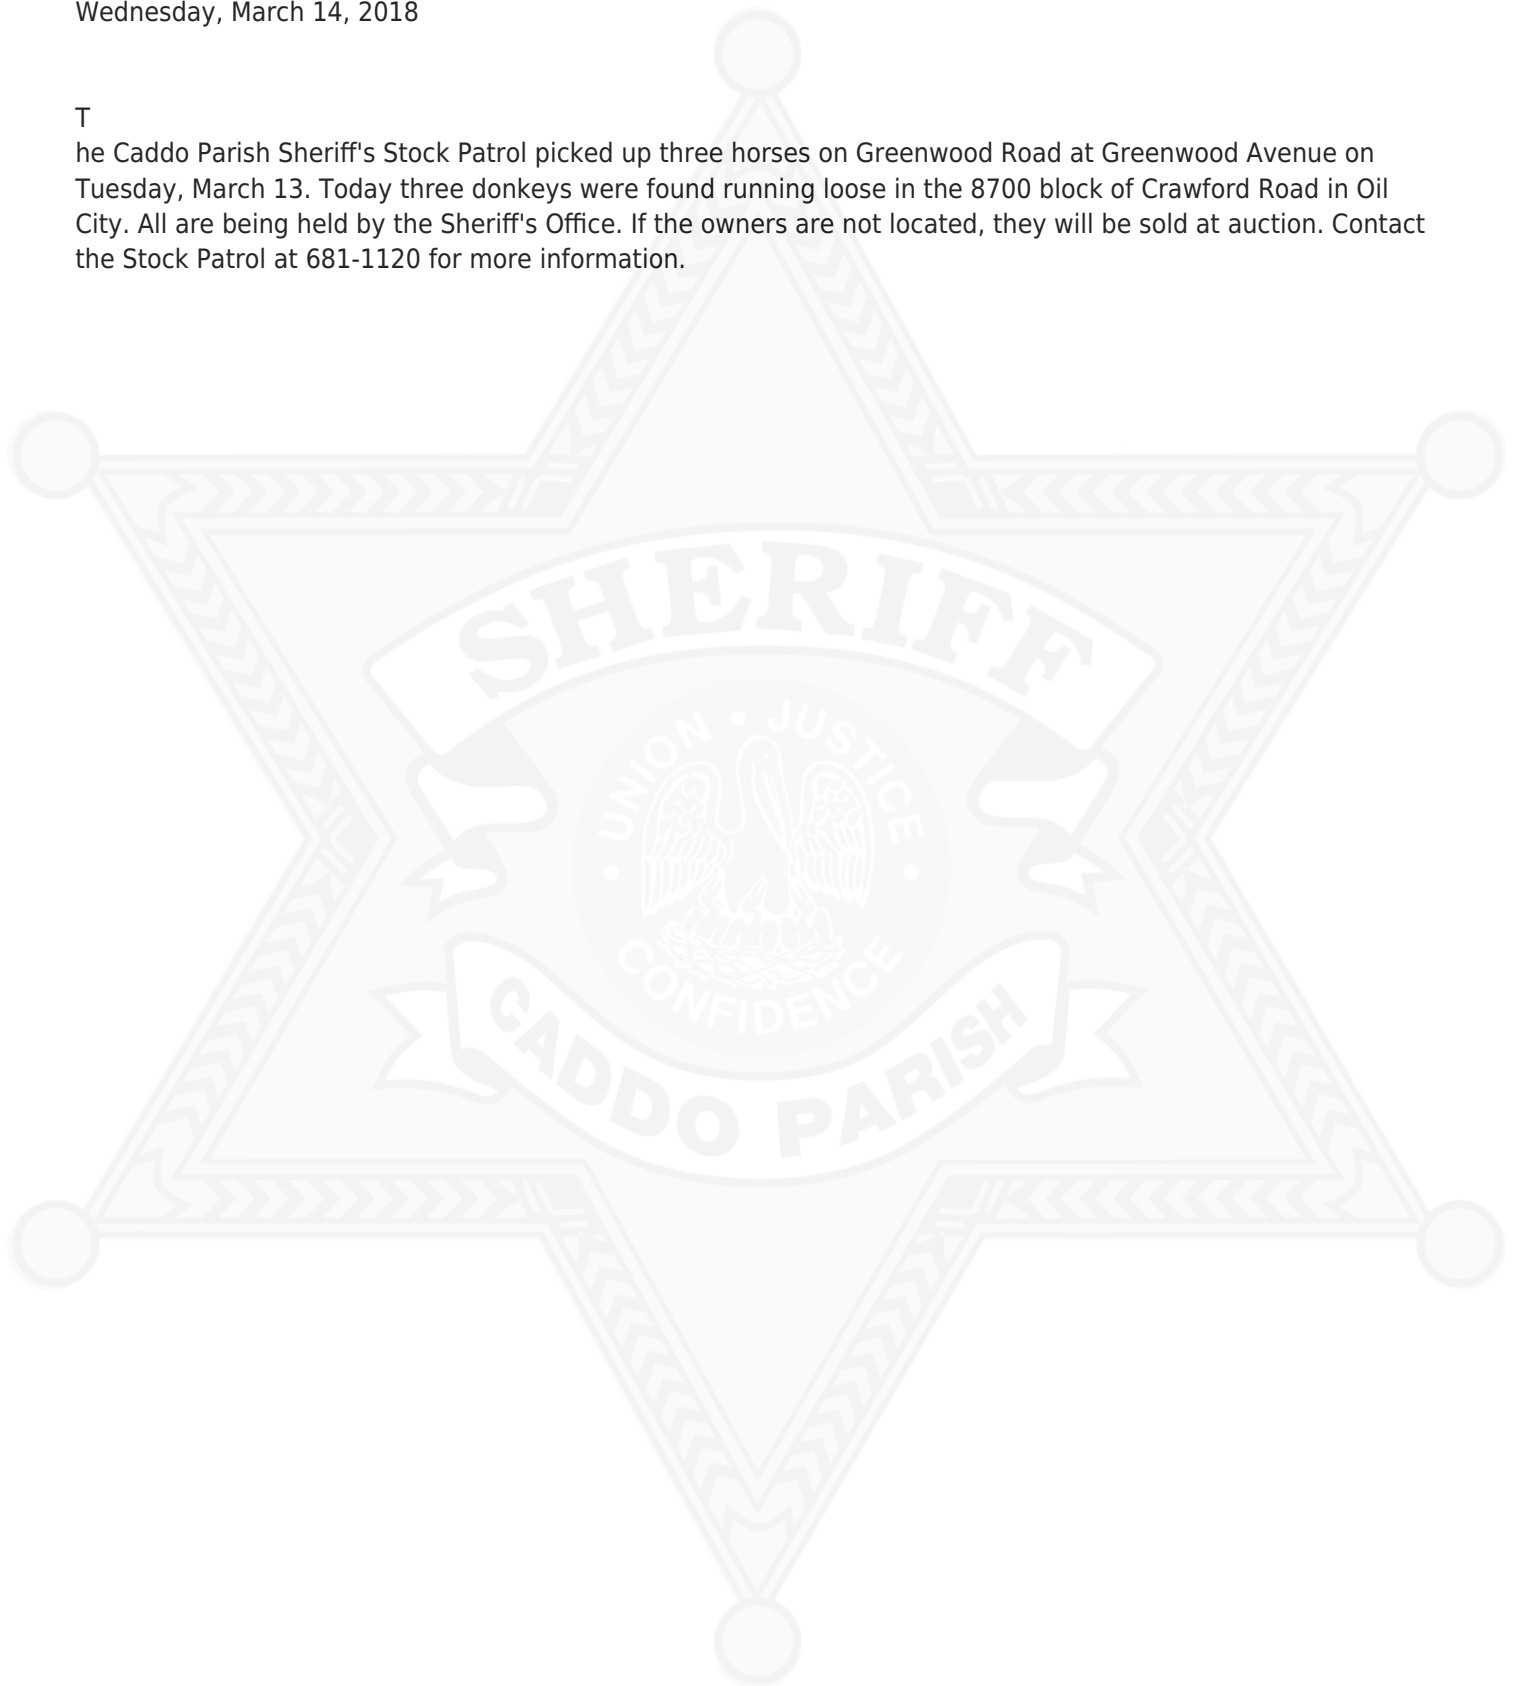 Wednesday, March 14, 2018
T
he Caddo Parish Sheriff's Stock Patrol picked up three horses on Greenwood Road at Greenwood Avenue on
Tuesday, March 13. Today three donkeys were found running loose in the 8700 block of Crawford Road in Oil
City. All are being held by the Sheriff's Office. If the owners are not located, they will be sold at auction. Contact
the Stock Patrol at 681-1120 for more information.
SHERIFF
UNION • JUSTICE •
• CONFIDENCE
CADDO PARISH